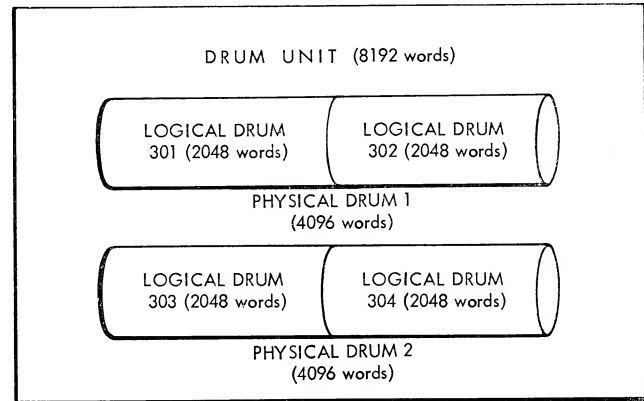 DRUM UNIT (8192 words)
LOGICAL DRUM
301 (2048 words)
LOGICAL DRUM
302 (2048 words)
PHYSICAL DRUM 1
(4096 words)
LOGICAL DRUM
303 (2048 words)
LOGICAL DRUM
304 (2048 words)
PHYSICAL DRUM 2
(4096 words)